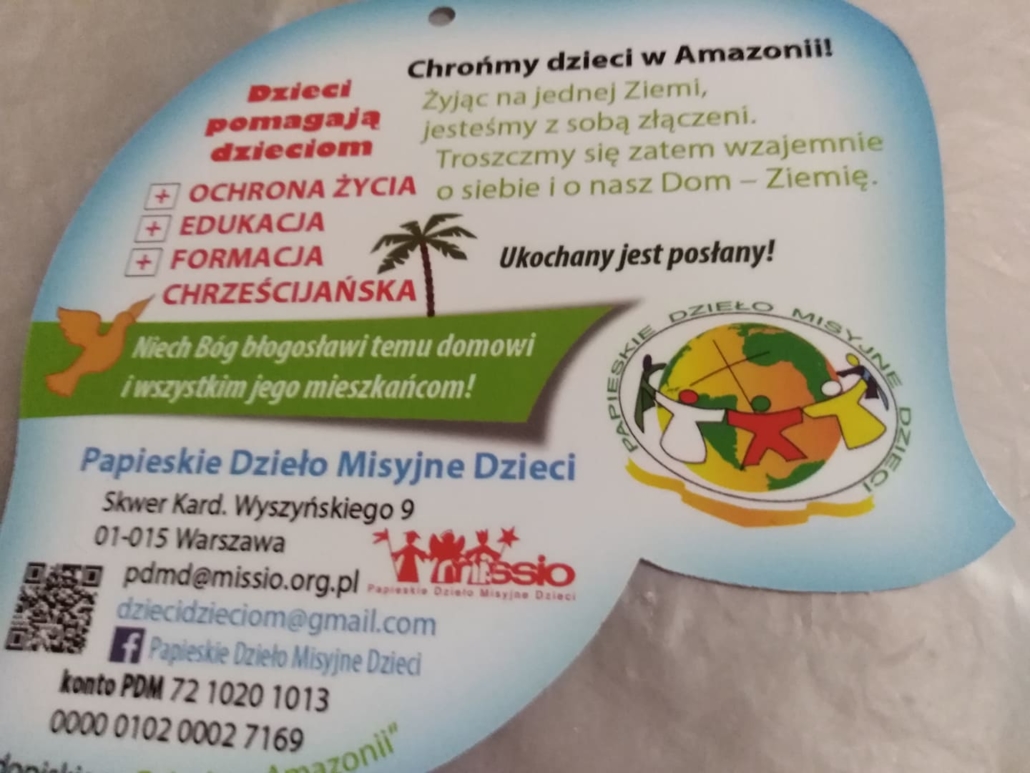 Dzieci
pomagają
dzieciom
+ OCHRONA ŻYCIA
+ EDUKACJA
+ FORMACJA
CHRZEŚCIJAŃSKA
Chrońmy dzieci w Amazonii!
Żyjąc na jednej Ziemi,
jesteśmy z sobą złączeni.
Troszczmy się zatem wzajemnie
o siebie i o nasz Dom – Ziemię.
Ukochany jest posłany!
Niech Bóg błogosławi temu domowi
i wszystkim jego mieszkańcom!
PAPIESKIE DZIEŁO MISYJNE DZIECI
Papieskie Dzieło Misyjne Dzieci
Skwer Kard. Wyszyńskiego 9
01-015 Warszawa
pdmd@missio.org.pl
missio
Papieskie Dzieło Misyjne Dzieci
dziecidzieciom@gmail.com
f Papieskie Dzieło Misyjne Dzieci
konto PDM 72 1020 1013
0000 0102 0002 7169
Amazonii"